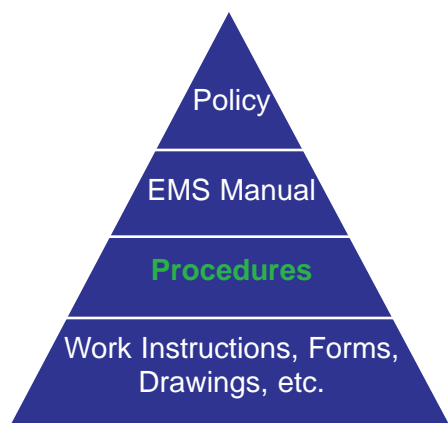 Policy
EMS Manual
Procedures
Work Instructions, Forms,
Drawings, etc.